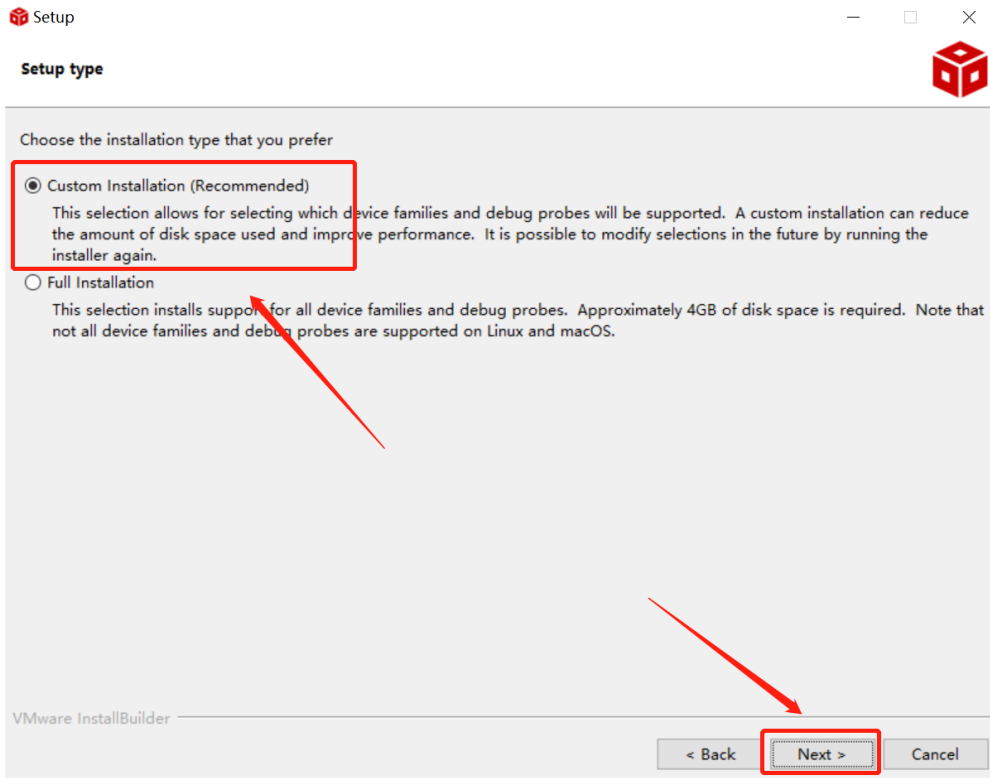 Setup
Setup type
Choose the installation type that you prefer
Custom Installation (Recommended)
This selection allows for selecting which device families and debug probes will be supported.  A custom installation can reduce
the amount of disk space used and improve performance.  It is possible to modify selections in the future by running the
installer again.
Full Installation
This selection installs support for all device families and debug probes.  Approximately 4GB of disk space is required.  Note that
not all device families and debug probes are supported on Linux and macOS.
VMware InstallBuilder
< Back Next > Cancel